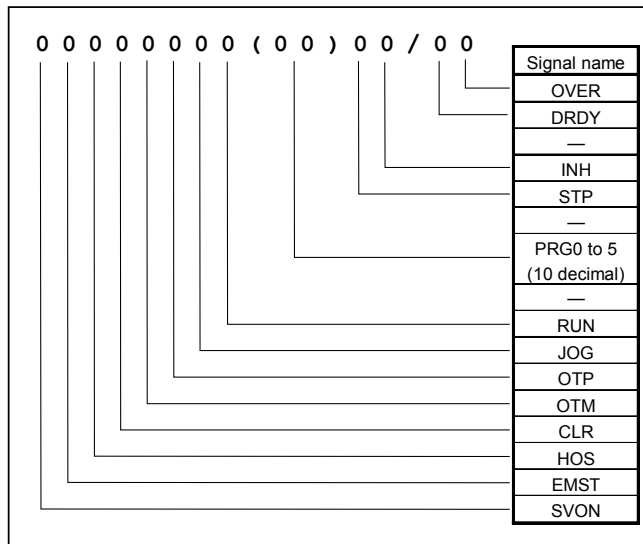 0 0 0 0 0 0 0 0 ( 0 0 ) 0 0 / 0 0
Signal name
OVER
DRDY
—
INH
STP
—
PRG0 to 5
(10 decimal)
—
RUN
JOG
OTP
OTM
CLR
HOS
EMST
SVON